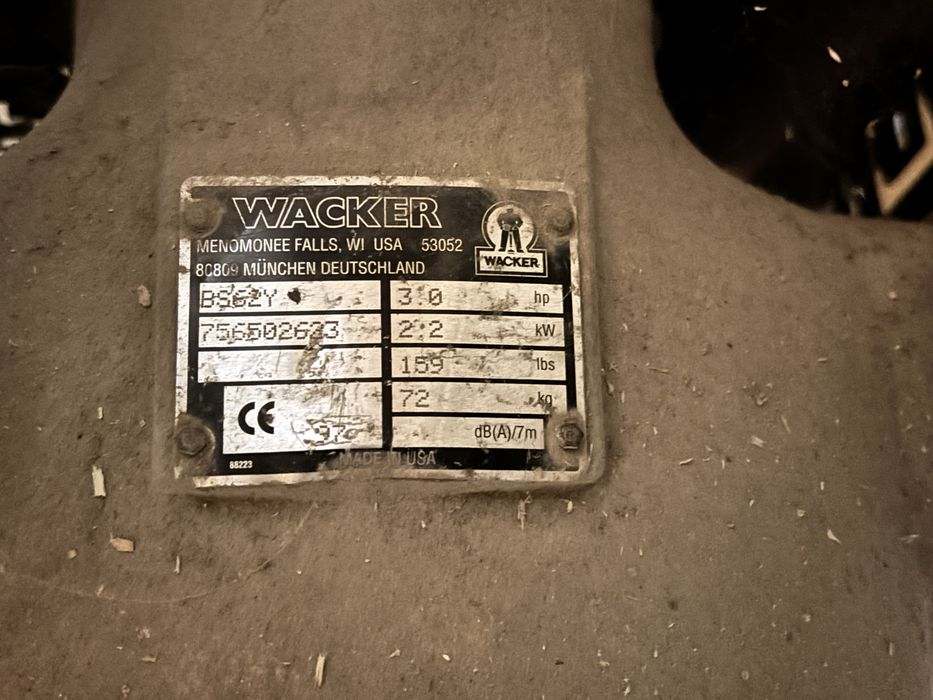 WACKER
MENOMONEE FALLS, WI USA 53052
80809 MÜNCHEN DEUTSCHLAND
WACKER
BS62Y
3.0 hp
2.2 kW
159 lbs
72 kg
CE
97
dB(A)/7m
88223
MADE IN USA